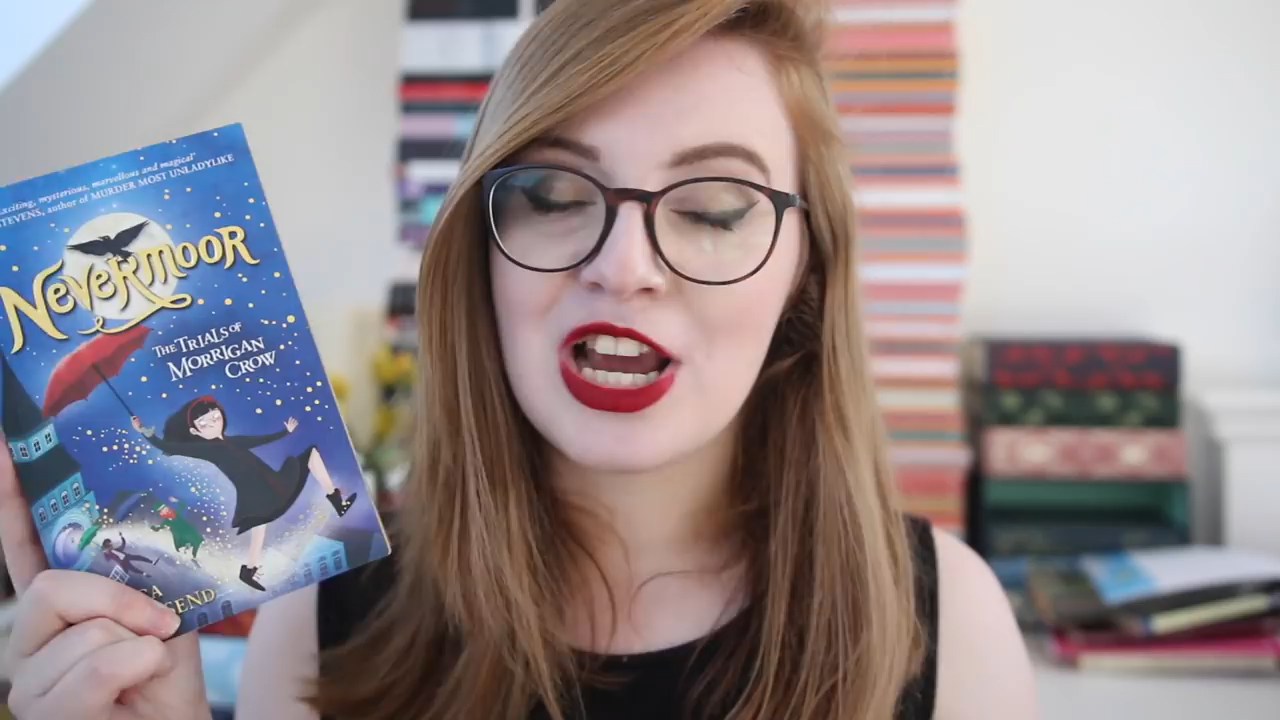 exciting, mysterious, marvellous and magical'
STEVENS, author of MURDER MOST UNLADYLIKE
NEVERMOOR
THE TRIALS OF
MORRIGAN
CROW